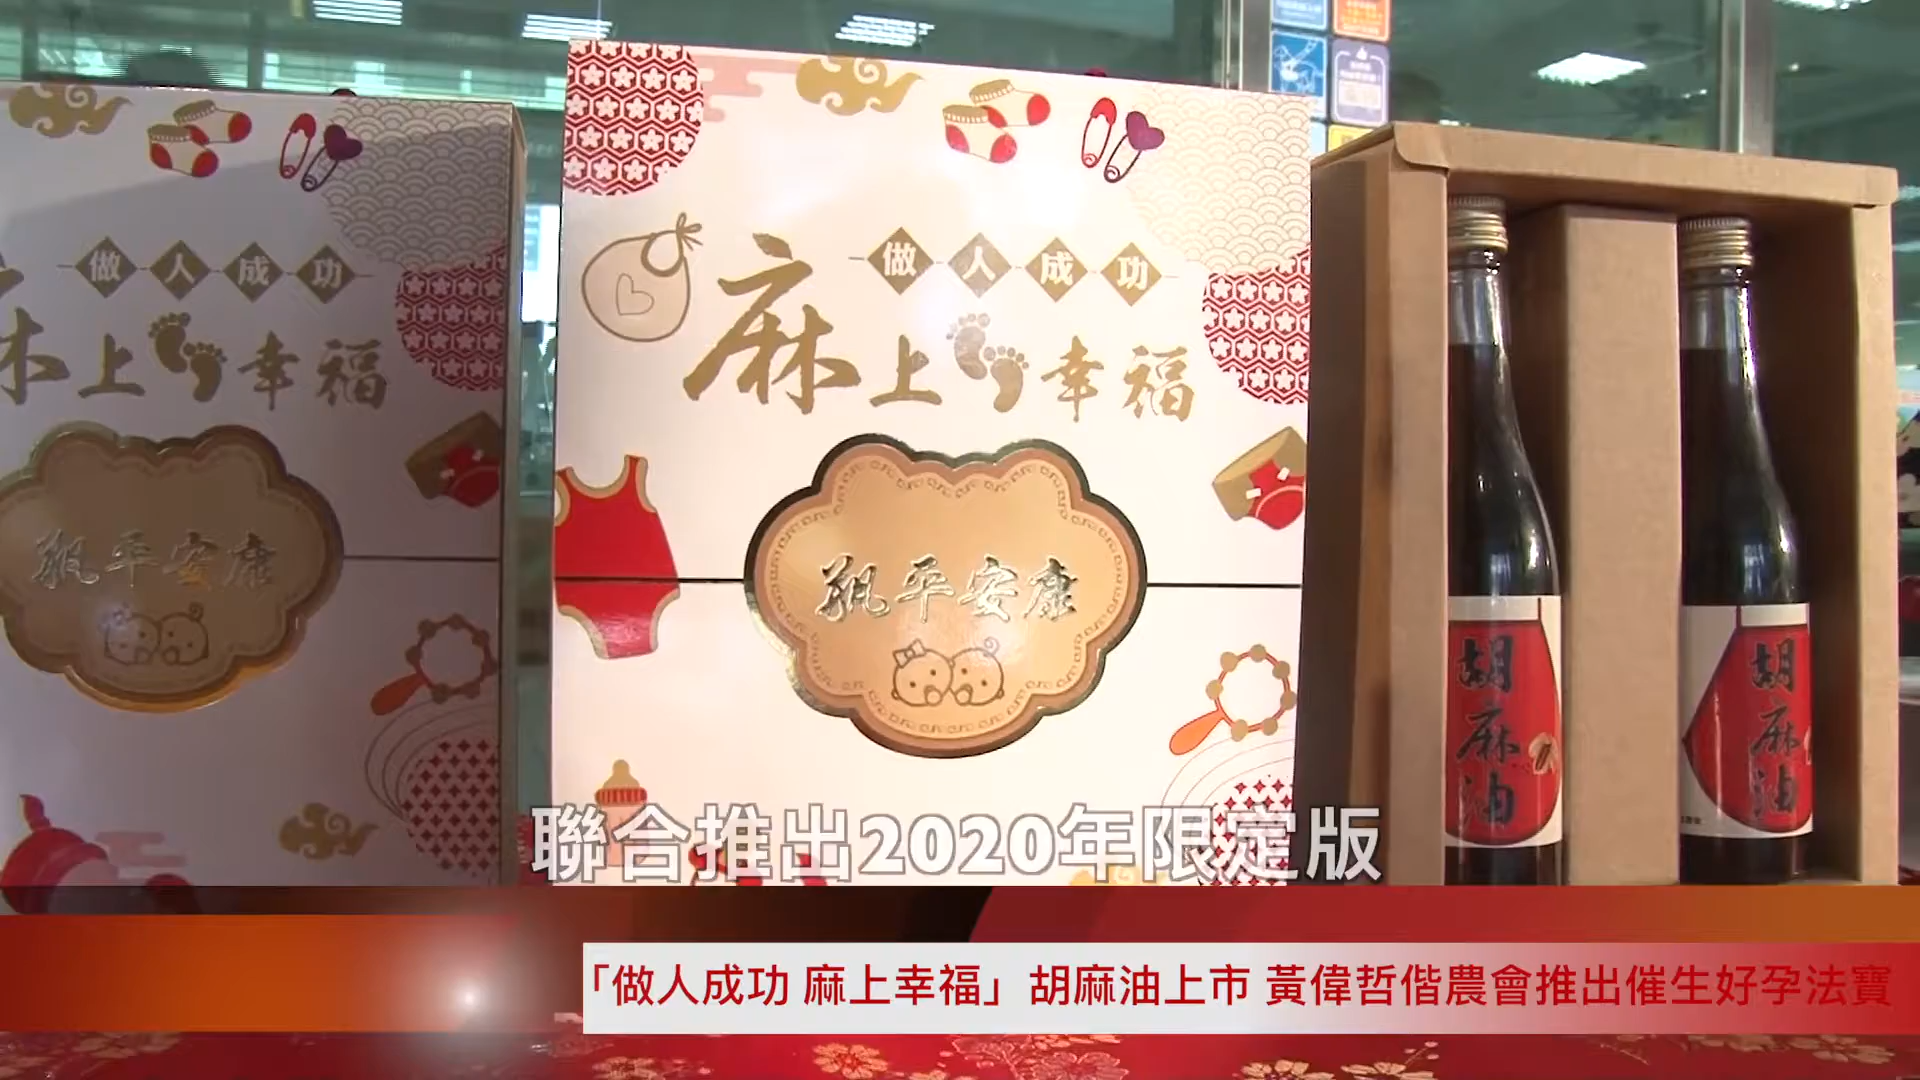 做人成功
麻上幸福
甁平安康
做人成功
麻上幸福
甁平安康
胡麻油
胡麻油
聯合推出2020年限定版
「做人成功 麻上幸福」胡麻油上市 黃偉哲偕農會推出催生好孕法寶